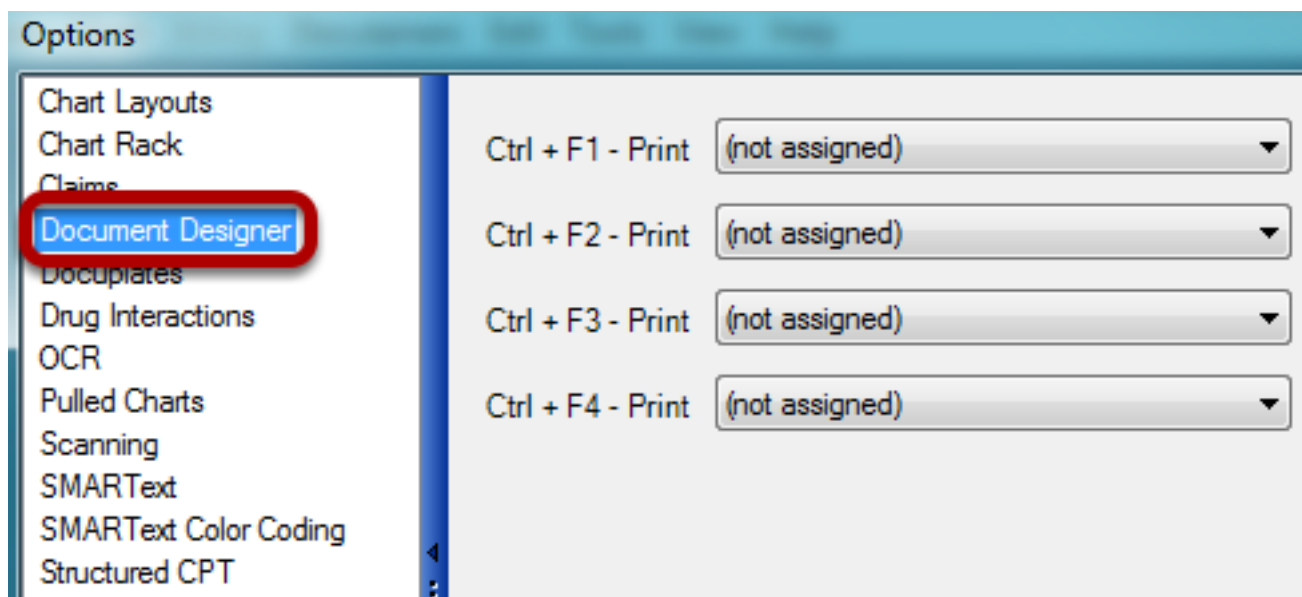 Options
Chart Layouts
Chart Rack
Claims
Document Designer
Docuplates
Drug Interactions
OCR
Pulled Charts
Scanning
SMARText
SMARText Color Coding
Structured CPT
Ctrl + F1 - Print (not assigned)
Ctrl + F2 - Print (not assigned)
Ctrl + F3 - Print (not assigned)
Ctrl + F4 - Print (not assigned)